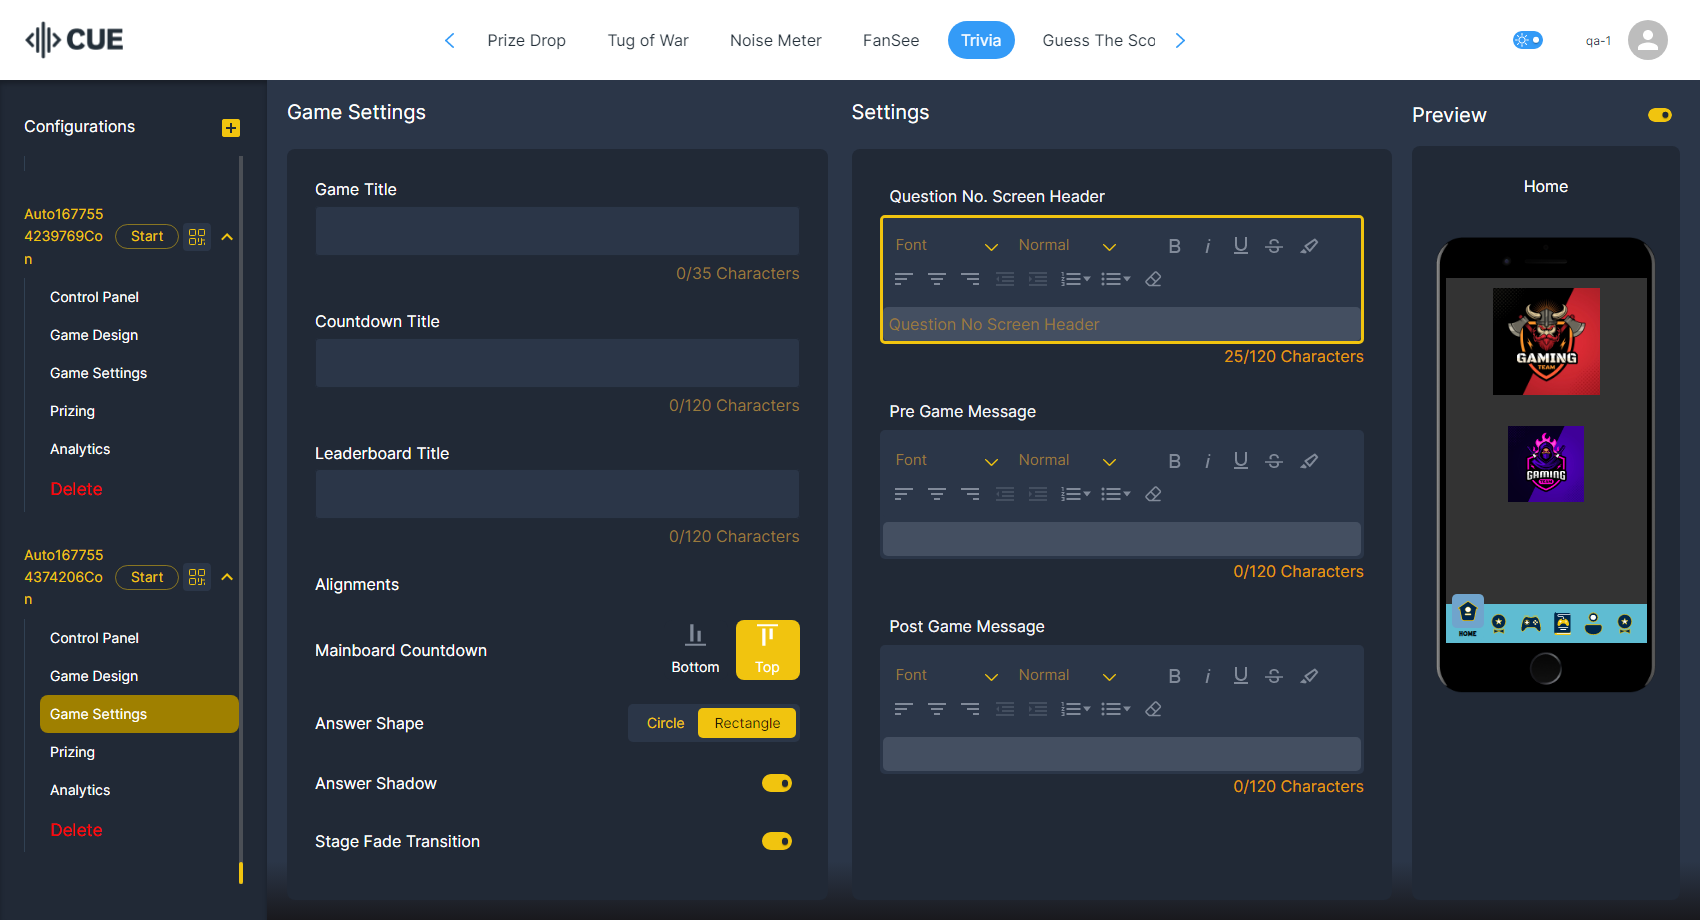 CUE
Prize Drop
Tug of War
Noise Meter
FanSee
Trivia
Guess The Sco
qa-1
Configurations
Auto167755
4239769Co
n
Start
Control Panel
Game Design
Game Settings
Prizing
Analytics
Delete
Auto167755
4374206Co
n
Start
Control Panel
Game Design
Game Settings
Prizing
Analytics
Delete
Game Settings
Game Title
0/35 Characters
Countdown Title
0/120 Characters
Leaderboard Title
0/120 Characters
Alignments
Mainboard Countdown
Bottom
Top
Answer Shape
Circle
Rectangle
Answer Shadow
Stage Fade Transition
Settings
Question No. Screen Header
Font
Normal
B i U S
Question No Screen Header
25/120 Characters
Pre Game Message
Font
Normal
B i U S
0/120 Characters
Post Game Message
Font
Normal
B i U S
0/120 Characters
Preview
Home
GAMING
TEAM
GAMING
TEAM
HOME